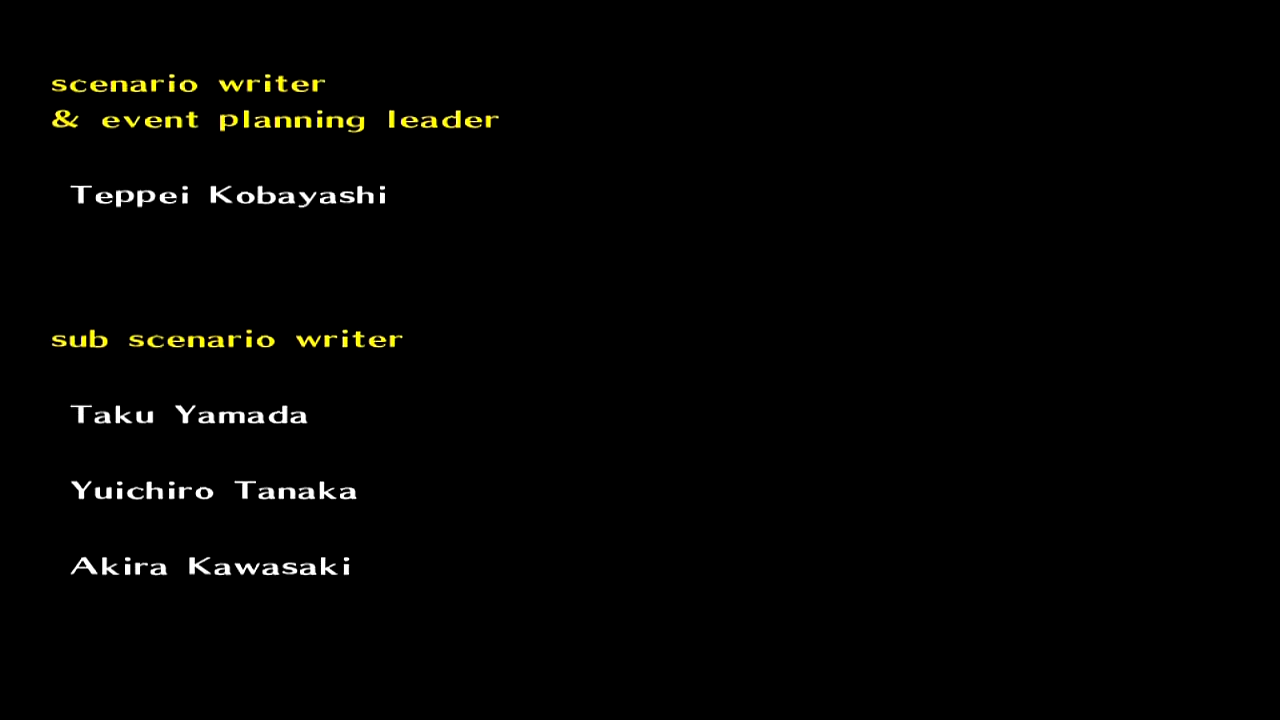 scenario writer
& event planning leader
Teppei Kobayashi
sub scenario writer
Taku Yamada
Yuichiro Tanaka
Akira Kawasaki